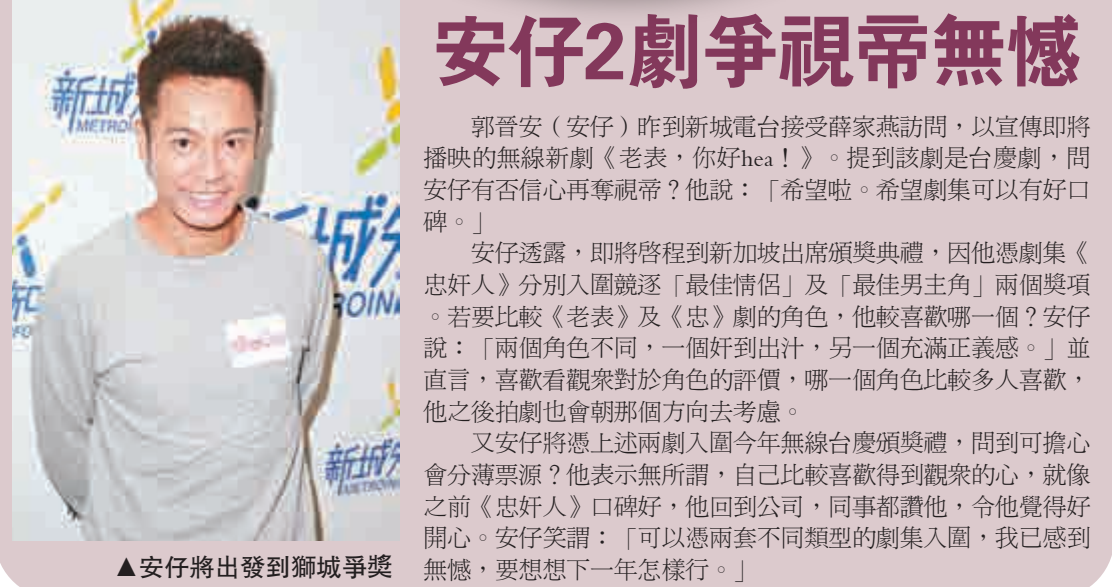 安仔2劇爭視帝無憾
郭晉安（安仔）昨到新城電台接受薛家燕訪問，以宣傳即將
播映的無線新劇《老表，你好hea！》。提到該劇是台慶劇，問
安仔有否信心再奪視帝？他說：「希望啦。希望劇集可以有好口
碑。」
安仔透露，即將啓程到新加坡出席頒獎典禮，因他憑劇集《
忠奸人》分別入圍競逐「最佳情侶」及「最佳男主角」兩個獎項
。若要比較《老表》及《忠》劇的角色，他較喜歡哪一個？安仔
說：「兩個角色不同，一個奸到出汁，另一個充滿正義感。」並
直言，喜歡看觀衆對於角色的評價，哪一個角色比較多人喜歡，
他之後拍劇也會朝那個方向去考慮。
又安仔將憑上述兩劇入圍今年無線台慶頒獎禮，問到可擔心
會分薄票源？他表示無所謂，自己比較喜歡得到觀衆的心，就像
之前《忠奸人》口碑好，他回到公司，同事都讚他，令他覺得好
開心。安仔笑謂：「可以憑兩套不同類型的劇集入圍，我已感到
無憾，要想想下一年怎樣行。」
▲安仔將出發到獅城爭獎
新城
新城
新城